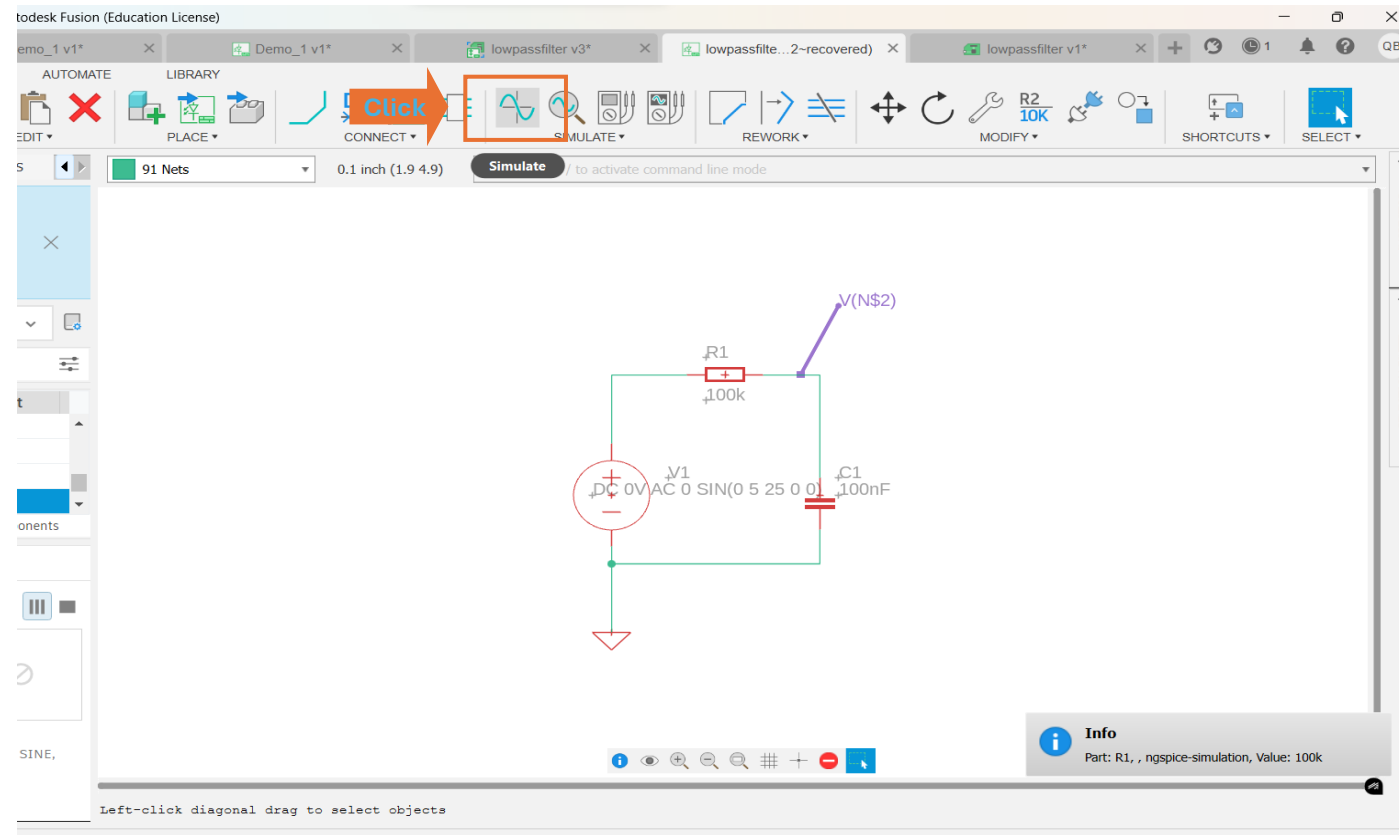 todesk Fusion (Education License)
emo_1 v1*
Demo_1 v1*
lowpassfilter v3*
lowpassfilte...2~recovered)
lowpassfilter v1*
1
QB
AUTOMATE
LIBRARY
Click
R2
10K
EDIT
PLACE
CONNECT
SIMULATE
REWORK
MODIFY
SHORTCUTS
SELECT
S
91 Nets
0.1 inch (1.9 4.9)
Simulate
/ to activate command line mode
V(N$2)
R1
100k
t
V1
DC 0V AC 0 SIN(0 5 25 0 0)
C1
100nF
onents
SINE,
Info
Part: R1, , ngspice-simulation, Value: 100k
Left-click diagonal drag to select objects